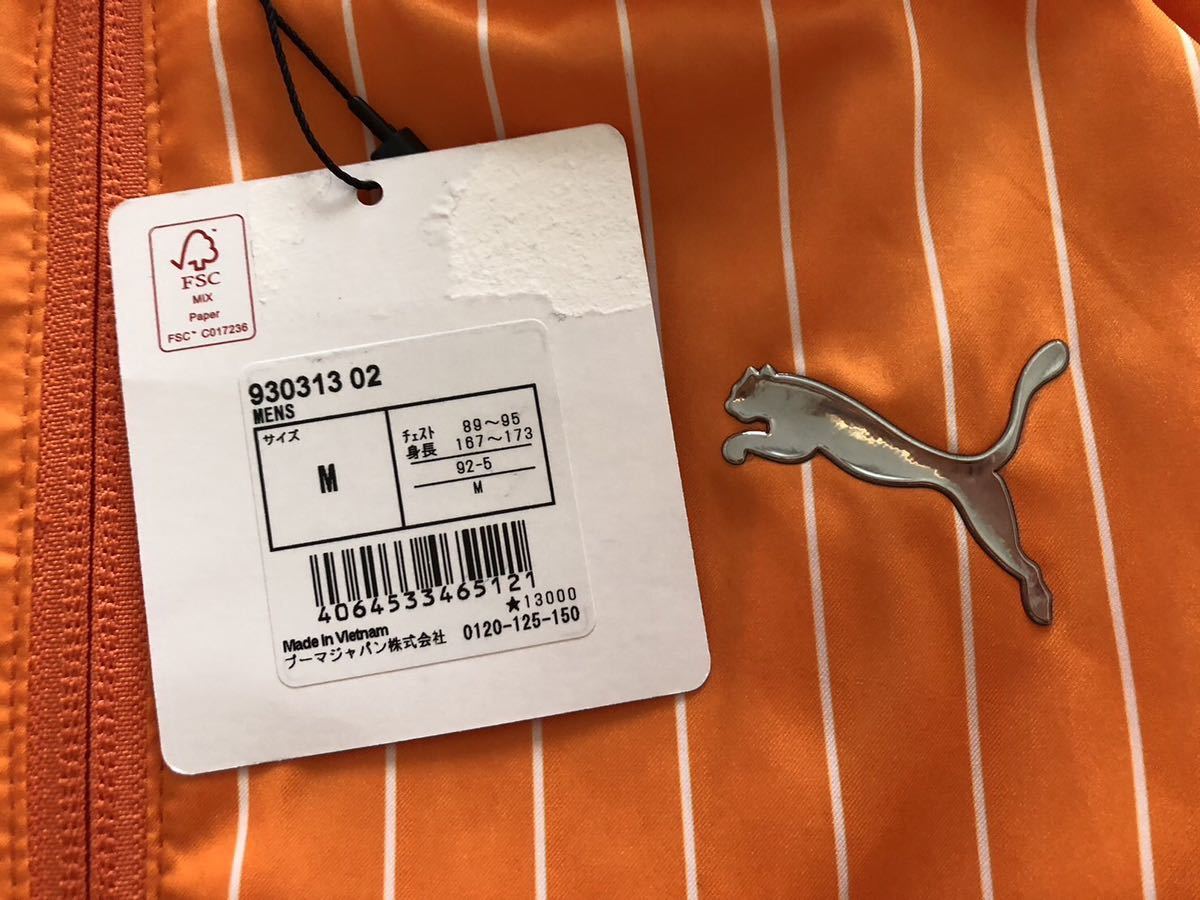 FSC
MIX
Paper
FSC™ C017236
930313 02
MENS
サイズ
M
チェスト 89〜95
身長 167〜173
92-5
M
4064533465121
★13000
Made in Vietnam
プーマジャパン株式会社 0120-125-150